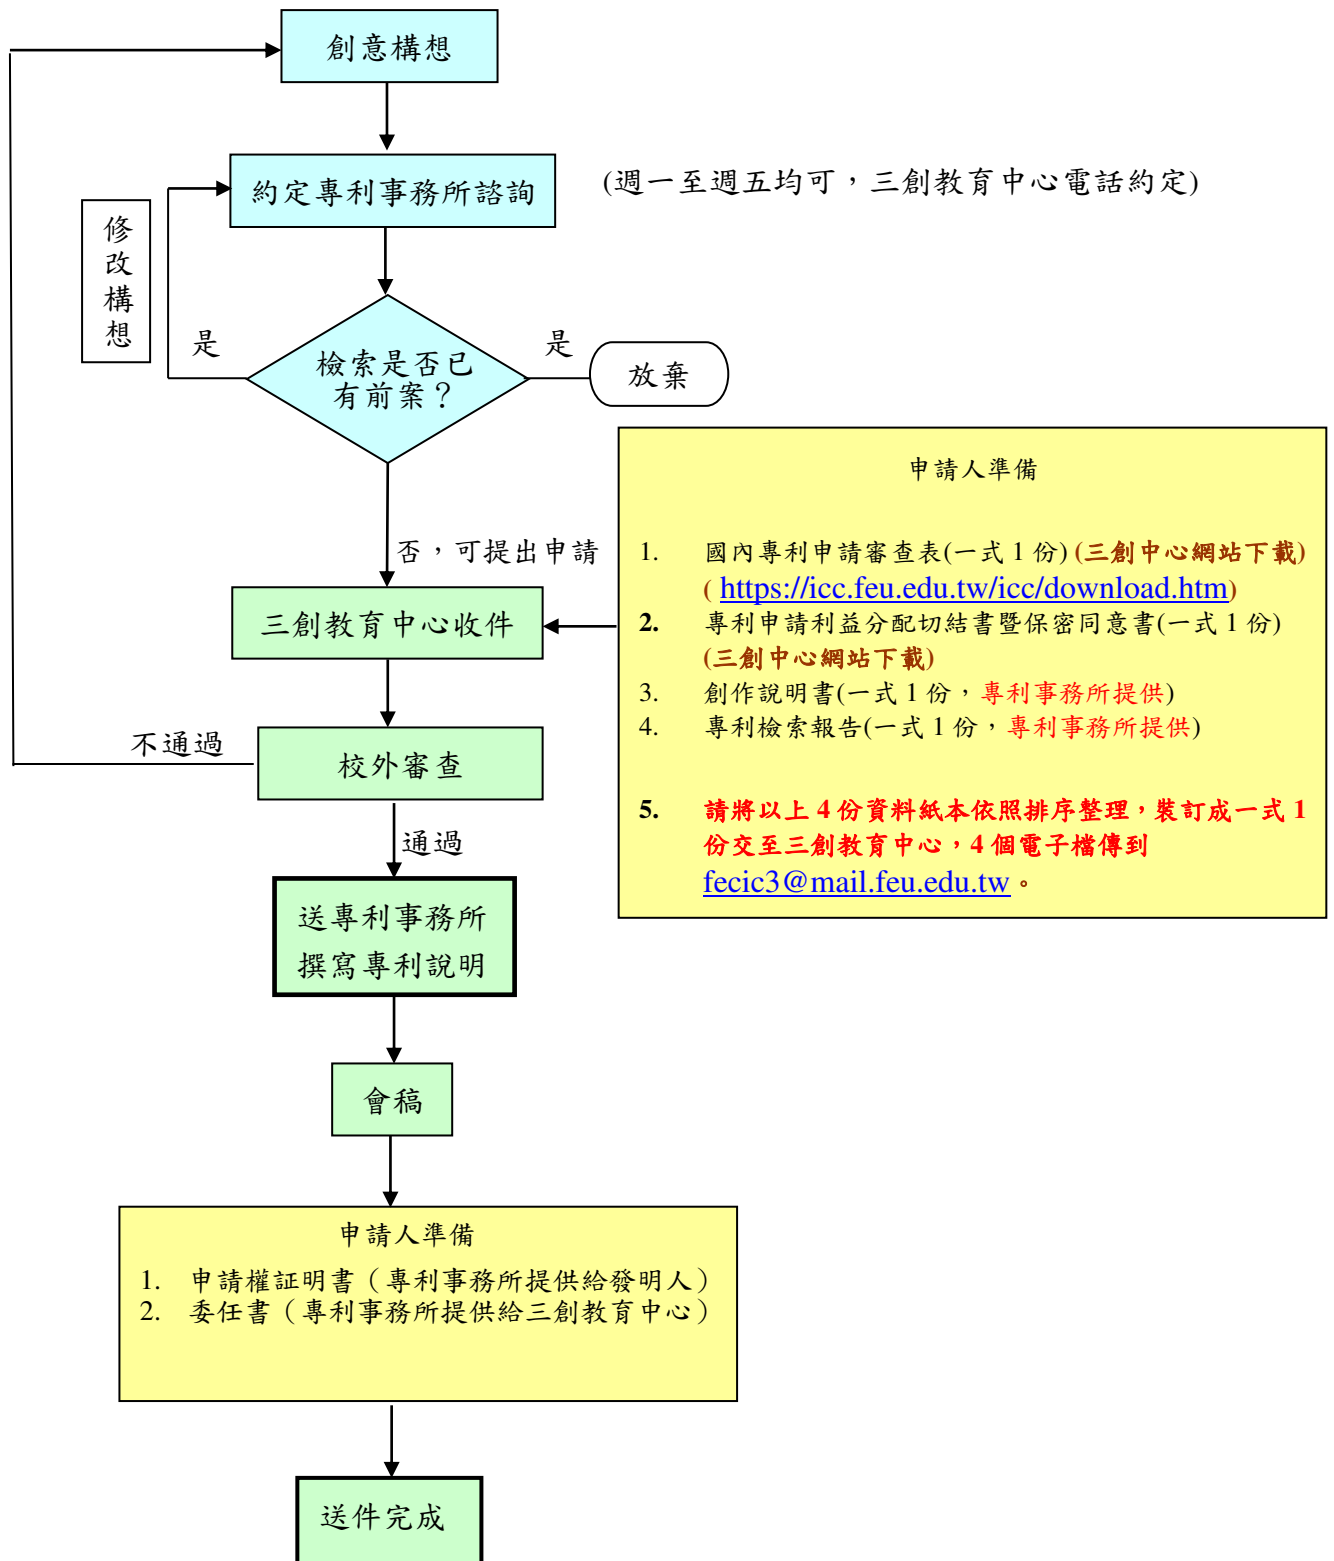 創意構想
約定專利事務所諮詢
(週一至週五均可，三創教育中心電話約定)
修
改
構
想
是
檢索是否已
有前案？
是
放棄
否，可提出申請
申請人準備
1. 國內專利申請審查表(一式 1 份) (三創中心網站下載)
( https://icc.feu.edu.tw/icc/download.htm)
2. 專利申請利益分配切結書暨保密同意書(一式 1 份)
(三創中心網站下載)
3. 創作說明書(一式 1 份，專利事務所提供)
4. 專利檢索報告(一式 1 份，專利事務所提供)
5. 請將以上 4 份資料紙本依照排序整理，裝訂成一式 1
份交至三創教育中心，4 個電子檔傳到
fecic3@mail.feu.edu.tw 。
三創教育中心收件
不通過
校外審查
通過
送專利事務所
撰寫專利說明
會稿
申請人準備
1. 申請權証明書（專利事務所提供給發明人）
2. 委任書（專利事務所提供給三創教育中心）
送件完成